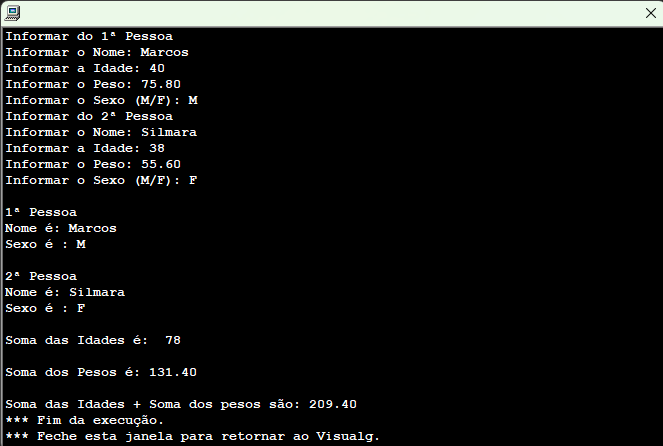 Informar do 1ª Pessoa
Informar o Nome: Marcos
Informar a Idade: 40
Informar o Peso: 75.80
Informar o Sexo (M/F): M
Informar do 2ª Pessoa
Informar o Nome: Silmara
Informar a Idade: 38
Informar o Peso: 55.60
Informar o Sexo (M/F): F
1ª Pessoa
Nome é: Marcos
Sexo é : M
2ª Pessoa
Nome é: Silmara
Sexo é : F
Soma das Idades é:  78
Soma dos Pesos é: 131.40
Soma das Idades + Soma dos pesos são: 209.40
*** Fim da execução.
*** Feche esta janela para retornar ao Visualg.